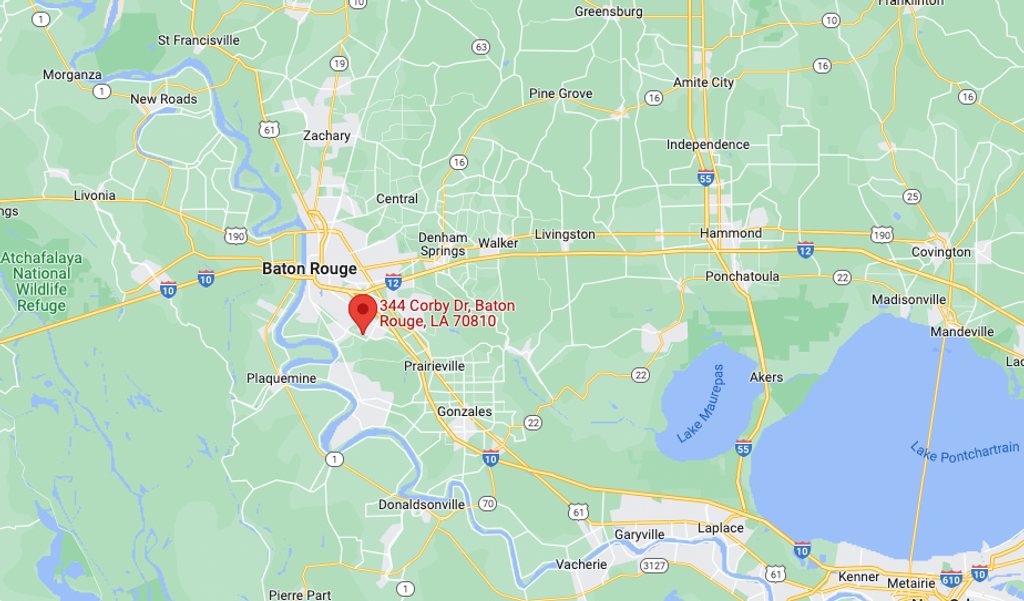 Greensburg
Franklinton
10
1
10
St Francisville
63
19
16
Morganza
1
New Roads
Pine Grove
Amite City
16
16
61
Zachary
Independence
16
55
Livonia
Central
25
ngs
190
Denham
Springs
Walker
Livingston
Hammond
190
12
Covington
Atchafalaya
National
Wildlife
Refuge
Baton Rouge
10
10
12
Ponchatoula
22
344 Corby Dr, Baton
Rouge, LA 70810
Madisonville
Mandeville
Plaquemine
Prairieville
22
Akers
Lac
Lake Maurepas
Gonzales
22
55
Lake Pontchartrain
1
10
Donaldsonville
70
61
Garyville
Laplace
10
Vacherie
3127
61
Kenner
Metairie
610
10
1
Pierre Part